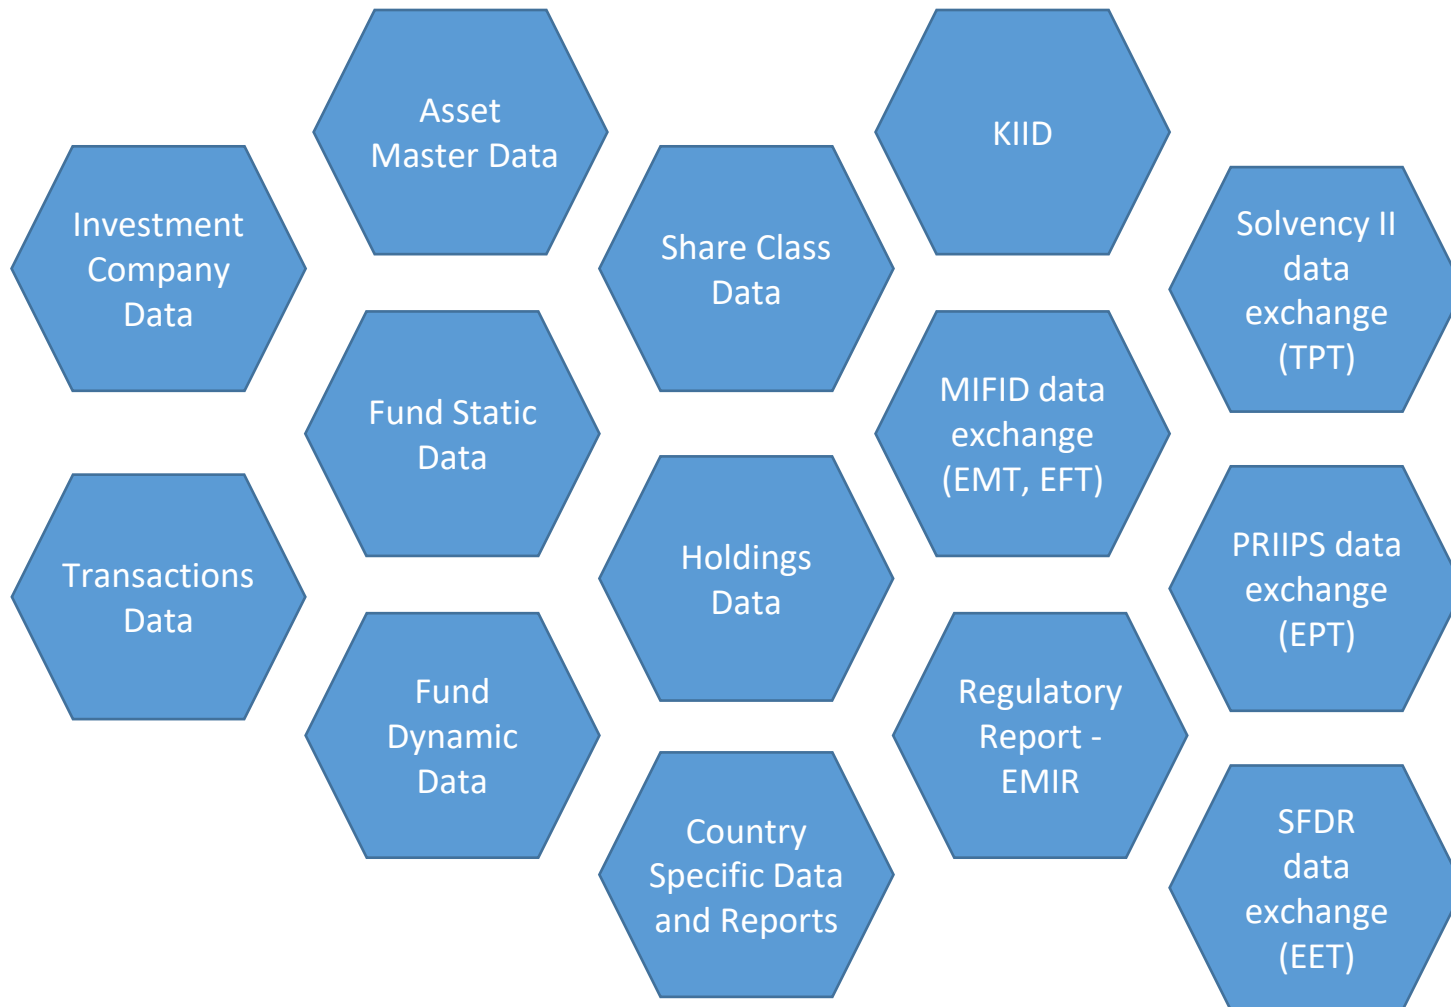 Asset
Master Data
KIID
Investment
Company
Data
Share Class
Data
Solvency II
data
exchange
(TPT)
Fund Static
Data
MIFID data
exchange
(EMT, EFT)
Transactions
Data
Holdings
Data
PRIIPS data
exchange
(EPT)
Fund
Dynamic
Data
Regulatory
Report -
EMIR
Country
Specific Data
and Reports
SFDR
data
exchange
(EET)